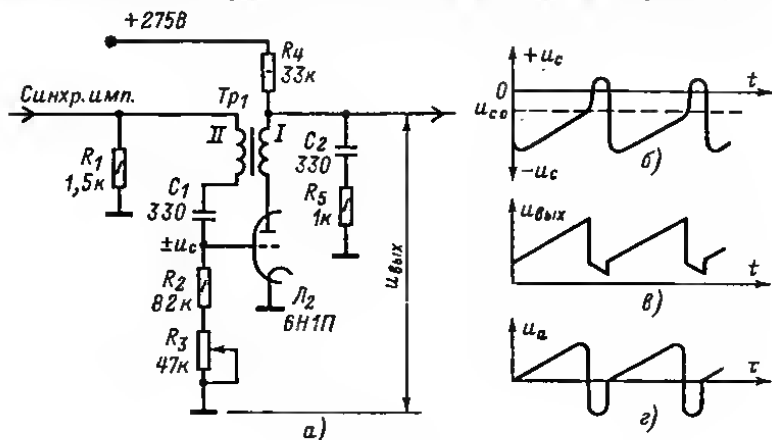 +275В
R4
33к
Синхр. имп.
Тр1
II
I
R1
1,5к
C1
330
C2
330
R5
1к
±uc
R2
82к
Л2
6Н1П
R3
47к
uвых
а)
+uc
0
t
uco
-uc
б)
uвых
t
в)
ua
τ
г)